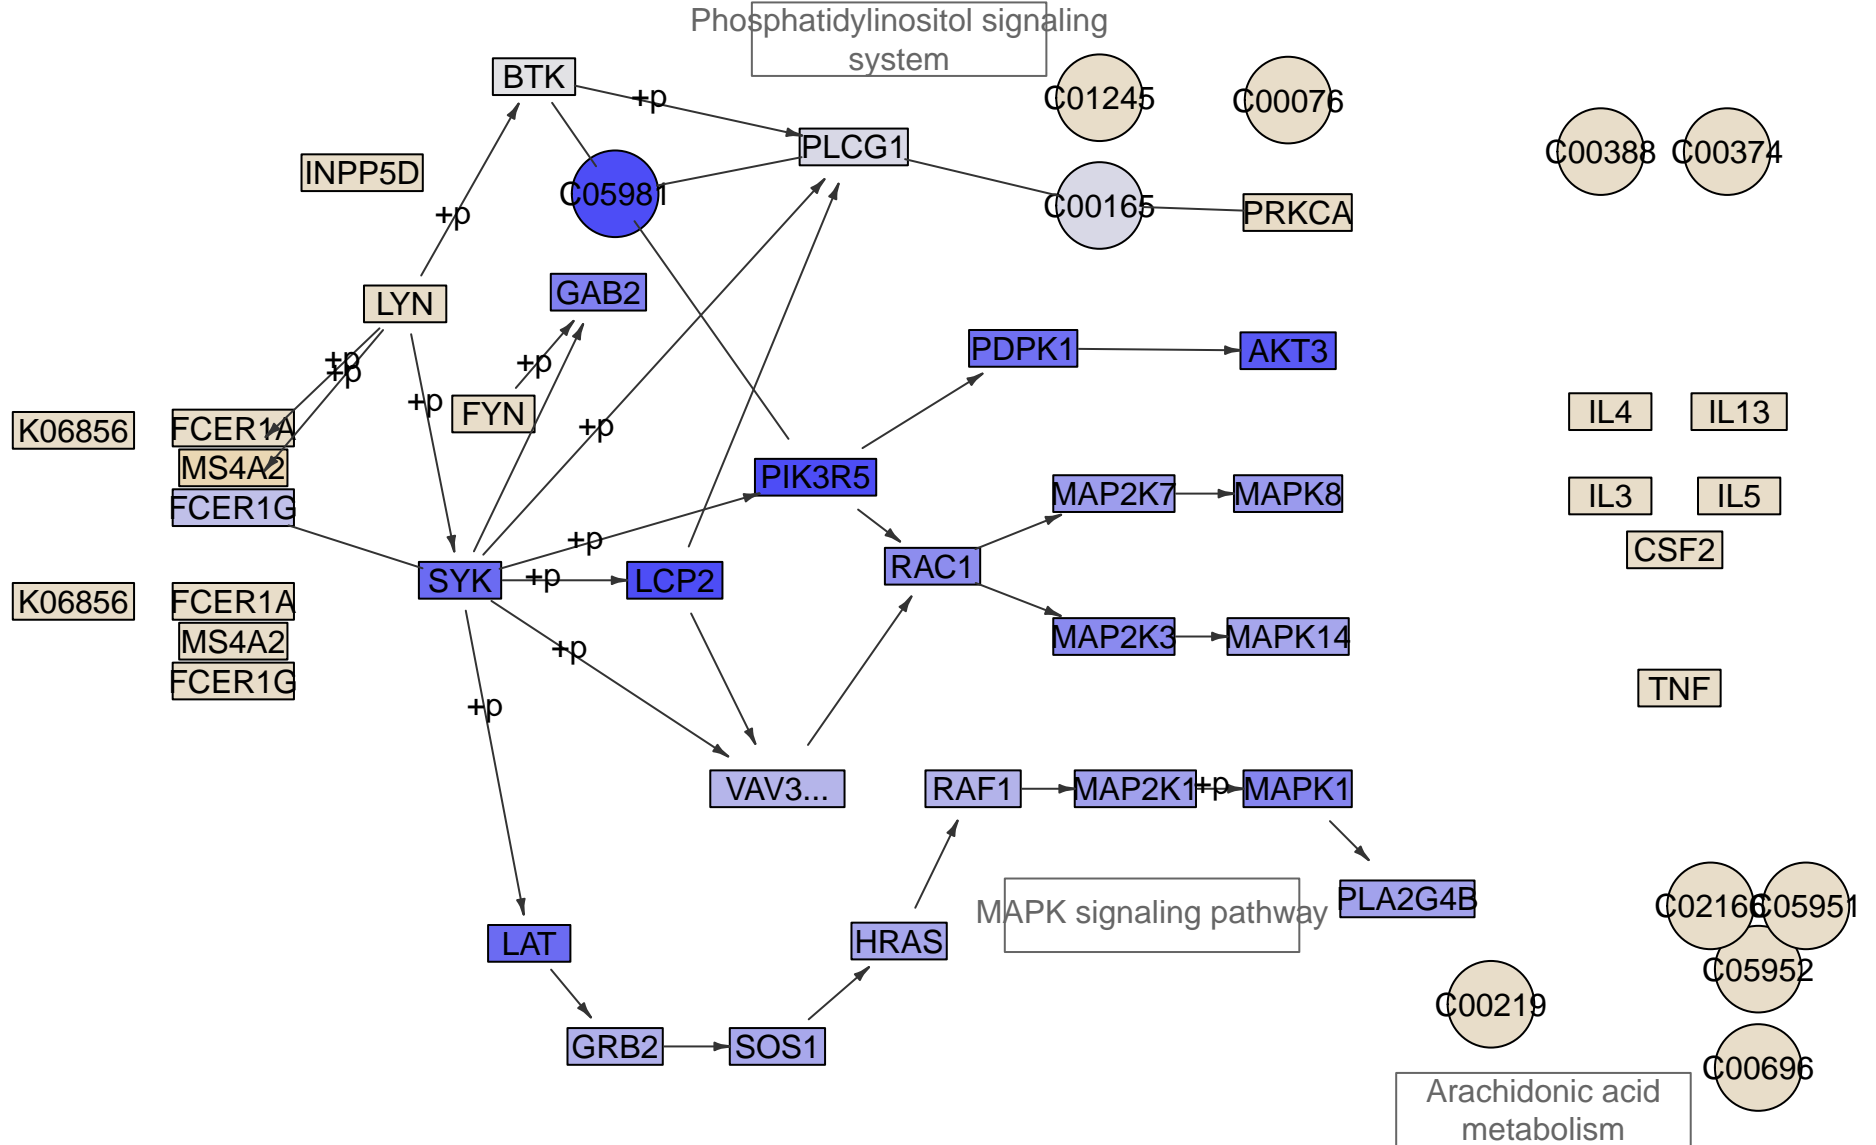 Phosphatidylinositol signaling
system
BTK
+p
C01245
C00076
PLCG1
C00388
C00374
INPP5D
C05981
C00165
PRKCA
+p
LYN
GAB2
PDPK1
AKT3
+p
+p
+p
+p
FYN
+p
K06856
FCER1A
IL4
IL13
MS4A2
PIK3R5
MAP2K7
MAPK8
IL3
IL5
FCER1G
+p
CSF2
SYK
+p
LCP2
RAC1
K06856
FCER1A
MS4A2
+p
MAP2K3
MAPK14
FCER1G
TNF
+p
VAV3...
RAF1
MAP2K1
+p
MAPK1
LAT
HRAS
MAPK signaling pathway
PLA2G4B
C02166
C05951
C05952
C00219
GRB2
SOS1
C00696
Arachidonic acid
metabolism